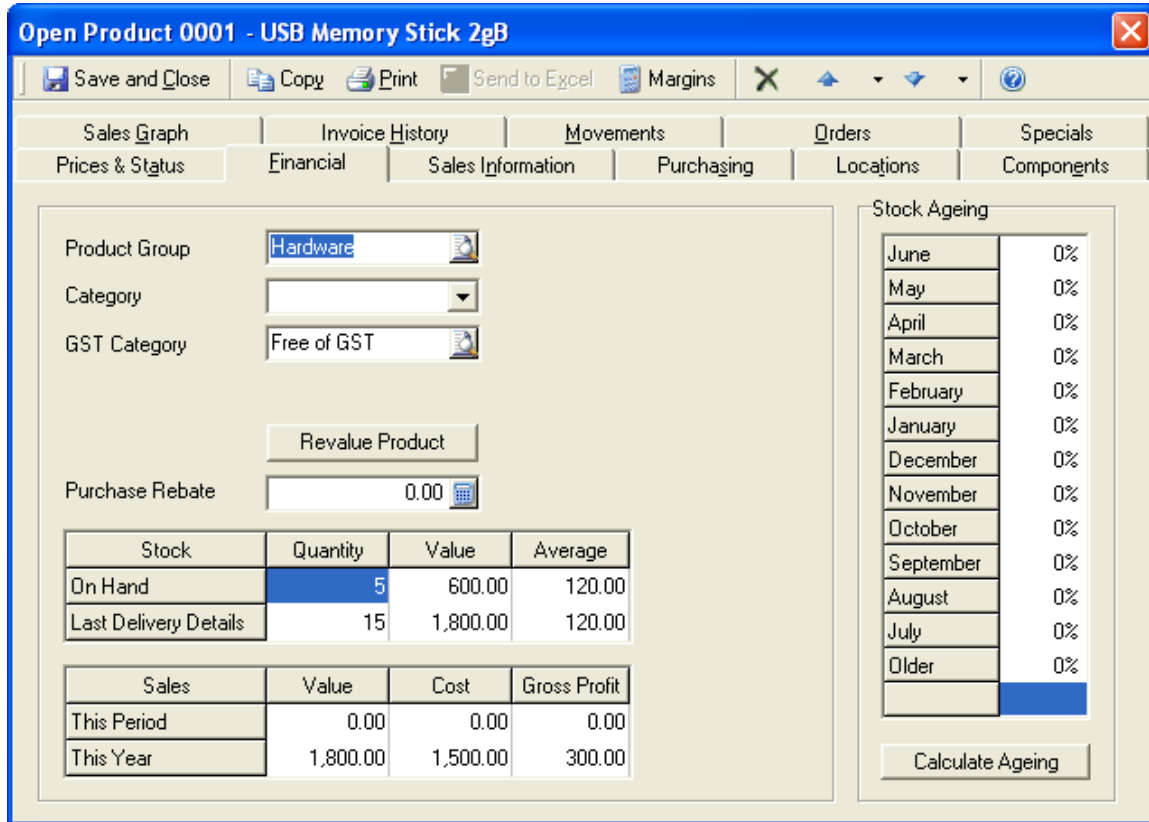 Open Product 0001 - USB Memory Stick 2gB
Save and Close Copy Print Send to Excel Margins
Sales Graph Invoice History Movements Orders Specials
Prices & Status Financial Sales Information Purchasing Locations Components
Product Group Hardware
Category
GST Category Free of GST
Revalue Product
Purchase Rebate 0.00
Stock Quantity Value Average
On Hand 5 600.00 120.00
Last Delivery Details 15 1,800.00 120.00
Sales Value Cost Gross Profit
This Period 0.00 0.00 0.00
This Year 1,800.00 1,500.00 300.00
Stock Ageing
June 0%
May 0%
April 0%
March 0%
February 0%
January 0%
December 0%
November 0%
October 0%
September 0%
August 0%
July 0%
Older 0%
Calculate Ageing